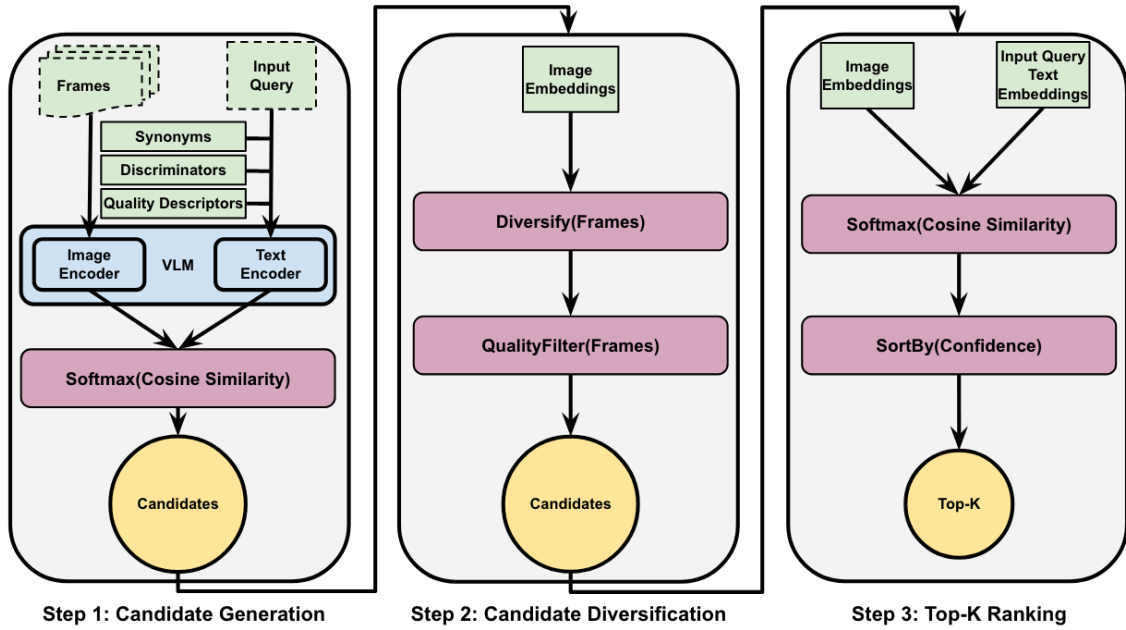 Frames
Input
Query
Synonyms
Discriminators
Quality Descriptors
Image
Encoder
VLM
Text
Encoder
Softmax(Cosine Similarity)
Candidates
Step 1: Candidate Generation
Image
Embeddings
Diversify(Frames)
QualityFilter(Frames)
Candidates
Step 2: Candidate Diversification
Image
Embeddings
Input Query
Text
Embeddings
Softmax(Cosine Similarity)
SortBy(Confidence)
Top-K
Step 3: Top-K Ranking